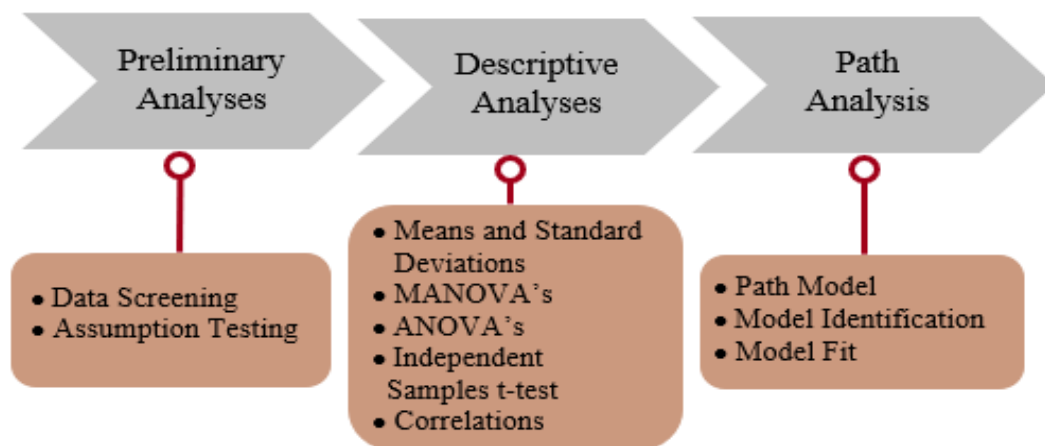 Preliminary
Analyses
Descriptive
Analyses
Path
Analysis
• Data Screening
• Assumption Testing
• Means and Standard
Deviations
• MANOVA's
• ANOVA's
• Independent
Samples t-test
• Correlations
• Path Model
• Model Identification
• Model Fit